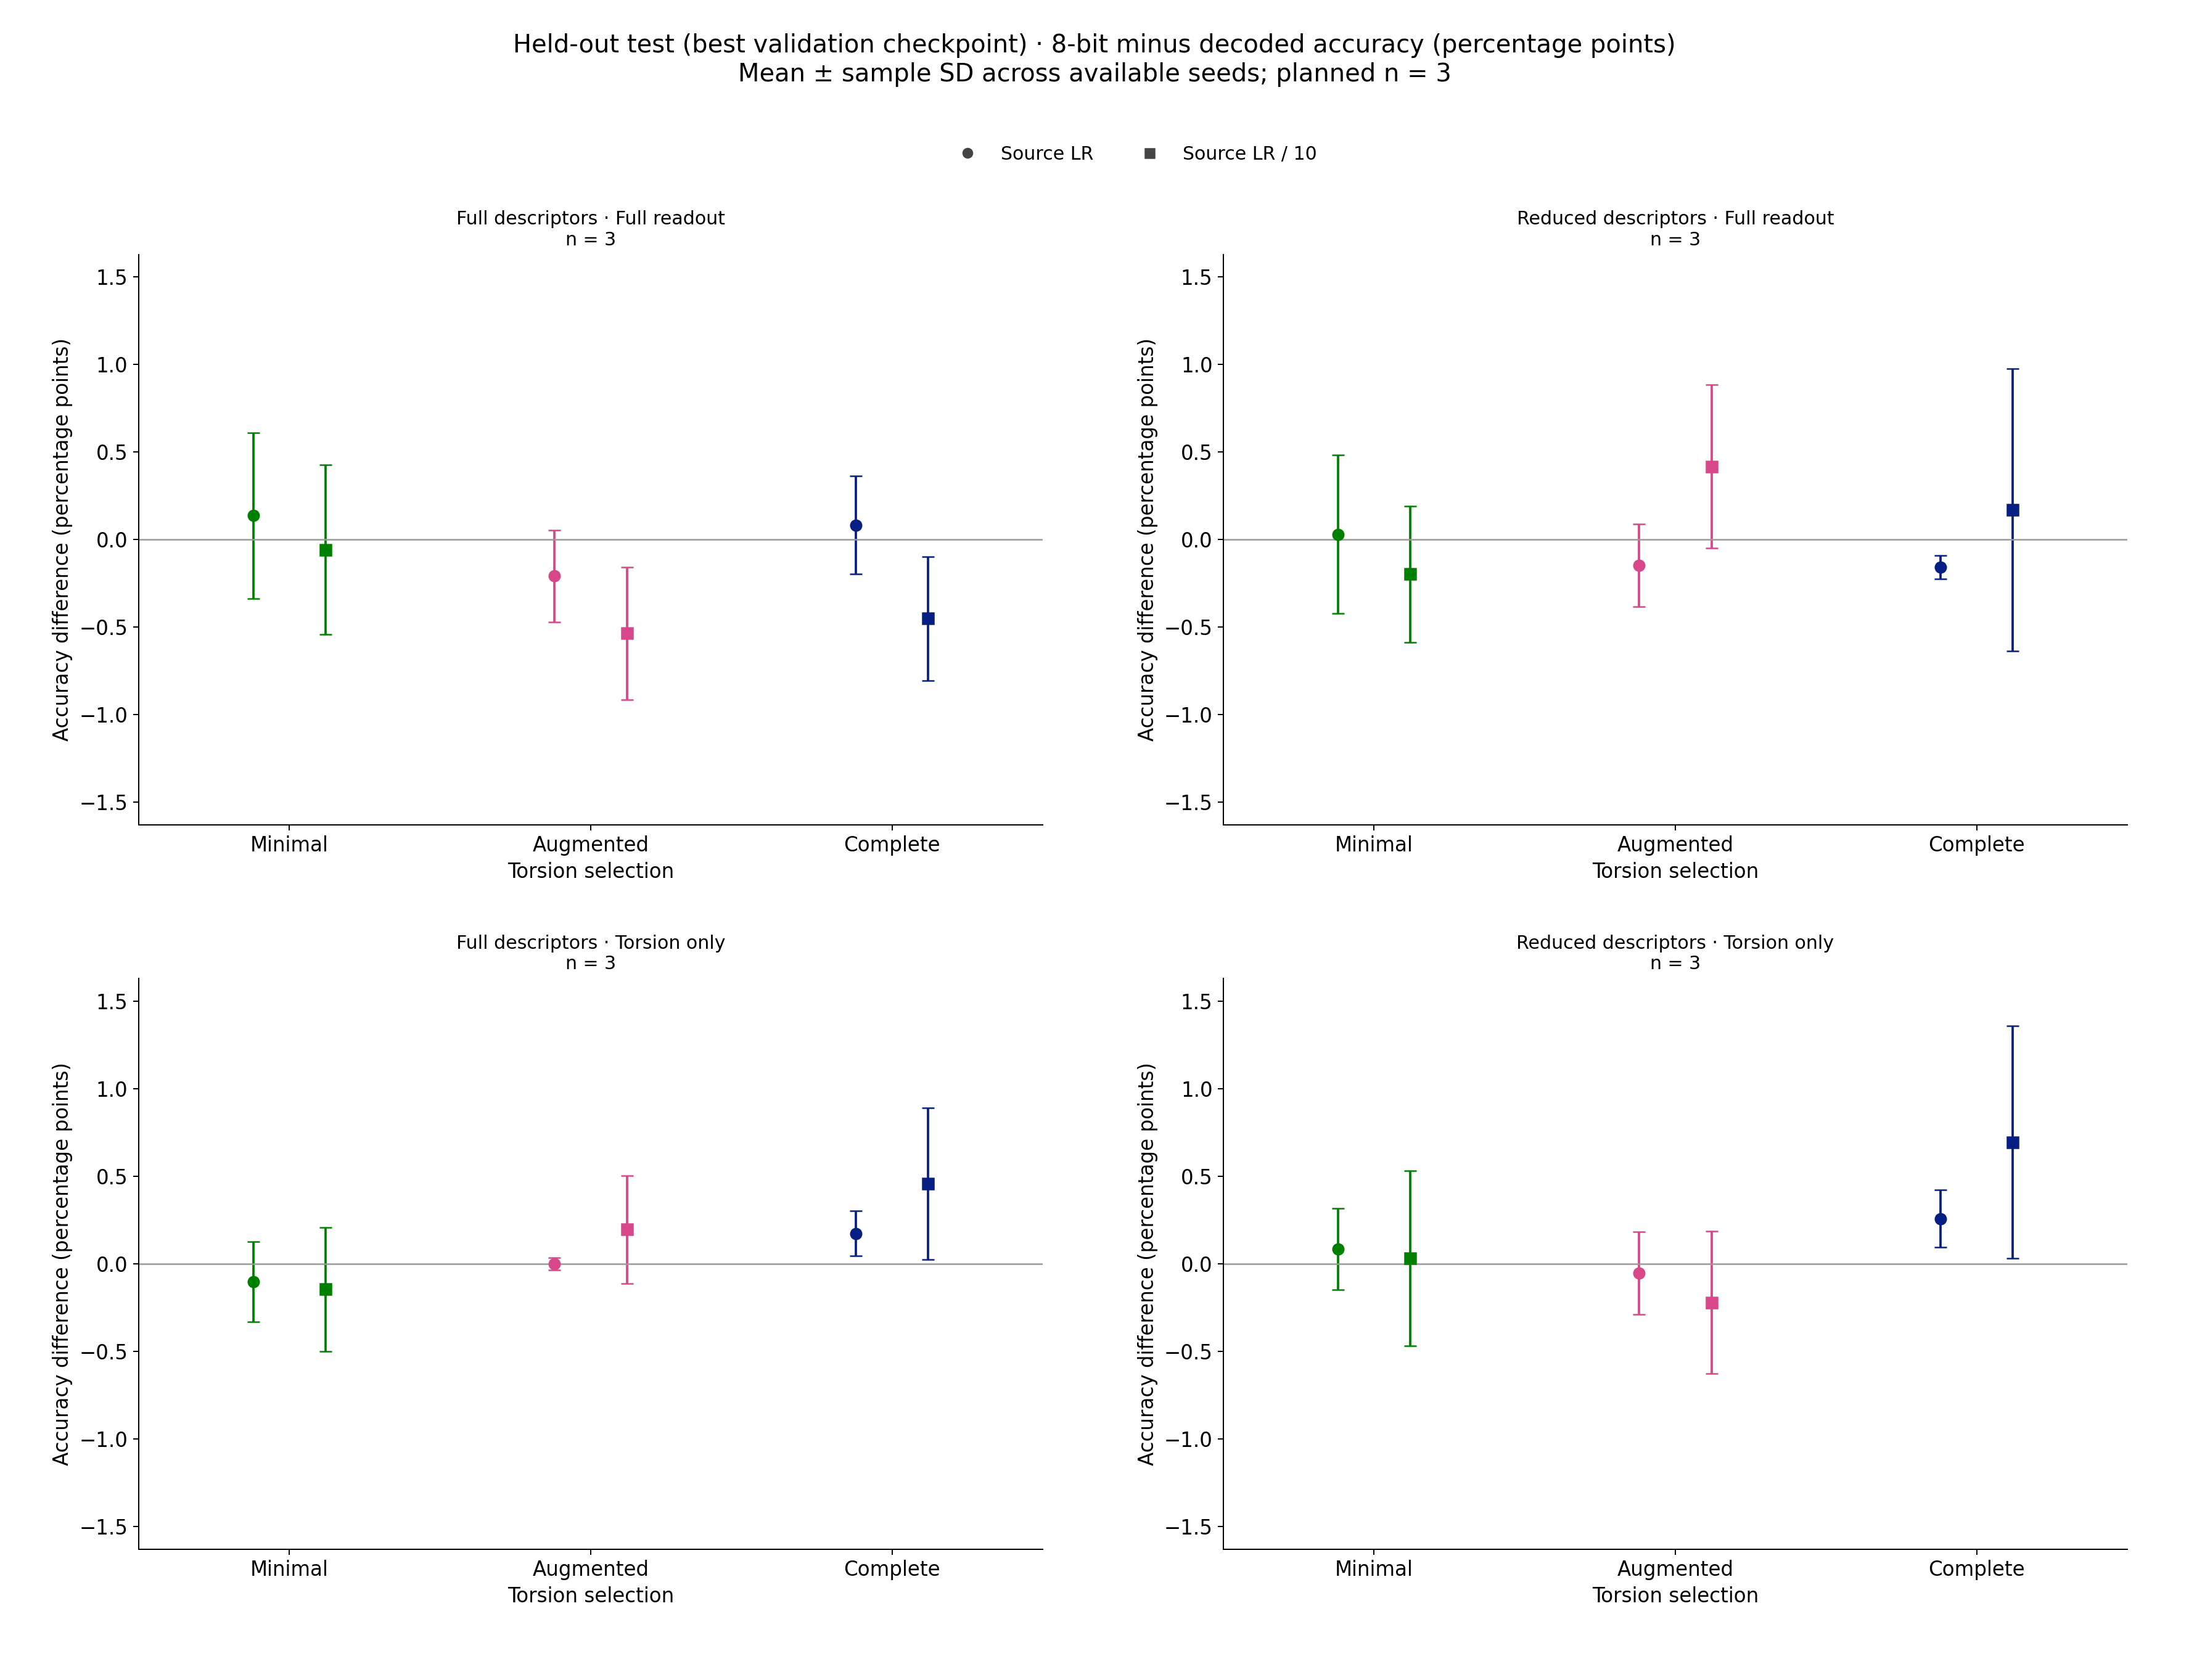 Held-out test (best validation checkpoint) · 8-bit minus decoded accuracy (percentage points)
Mean ± sample SD across available seeds; planned n = 3
Source LR
Source LR / 10
Full descriptors · Full readout
n = 3
1.5
1.0
0.5
0.0
−0.5
−1.0
−1.5
Accuracy difference (percentage points)
Minimal
Augmented
Complete
Torsion selection
Reduced descriptors · Full readout
n = 3
1.5
1.0
0.5
0.0
−0.5
−1.0
−1.5
Accuracy difference (percentage points)
Minimal
Augmented
Complete
Torsion selection
Full descriptors · Torsion only
n = 3
1.5
1.0
0.5
0.0
−0.5
−1.0
−1.5
Accuracy difference (percentage points)
Minimal
Augmented
Complete
Torsion selection
Reduced descriptors · Torsion only
n = 3
1.5
1.0
0.5
0.0
−0.5
−1.0
−1.5
Accuracy difference (percentage points)
Minimal
Augmented
Complete
Torsion selection